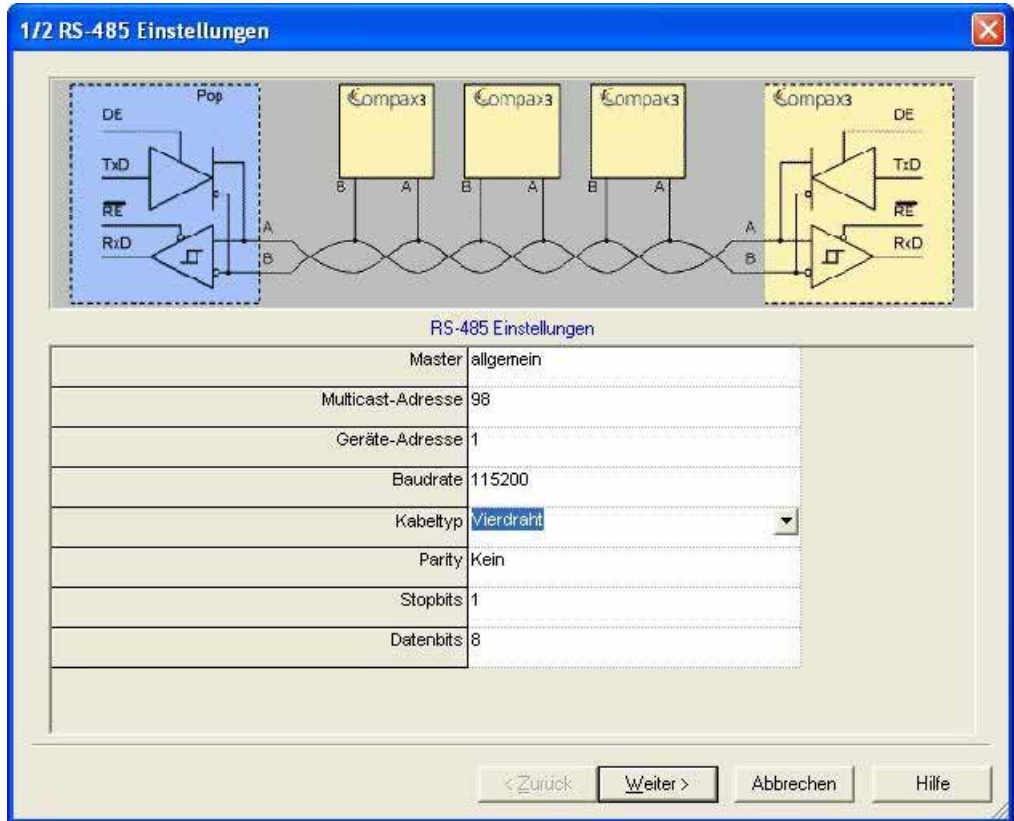 1/2 RS-485 Einstellungen
Pop
DE
TxD
RE
RxD
A
B
Compax3
B A
Compax3
B A
Compax3
B A
Compax3
DE
TxD
RE
RxD
A
B
RS-485 Einstellungen
Master allgemein
Multicast-Adresse 98
Geräte-Adresse 1
Baudrate 115200
Kabeltyp Vierdraht
Parity Kein
Stopbits 1
Datenbits 8
< Zurück Weiter > Abbrechen Hilfe